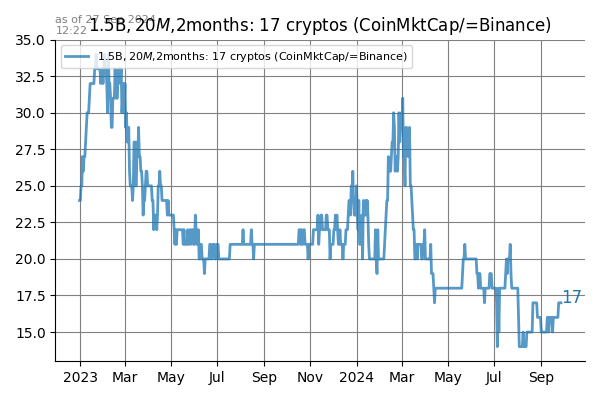 as of 27 Sep 2024
12:22
1.5B, 20M,2months: 17 cryptos (CoinMktCap/=Binance)
1.5B, 20M,2months: 17 cryptos (CoinMktCap/=Binance)
35.0
32.5
30.0
27.5
25.0
22.5
20.0
17.5
15.0
17
2023 Mar May Jul Sep Nov 2024 Mar May Jul Sep